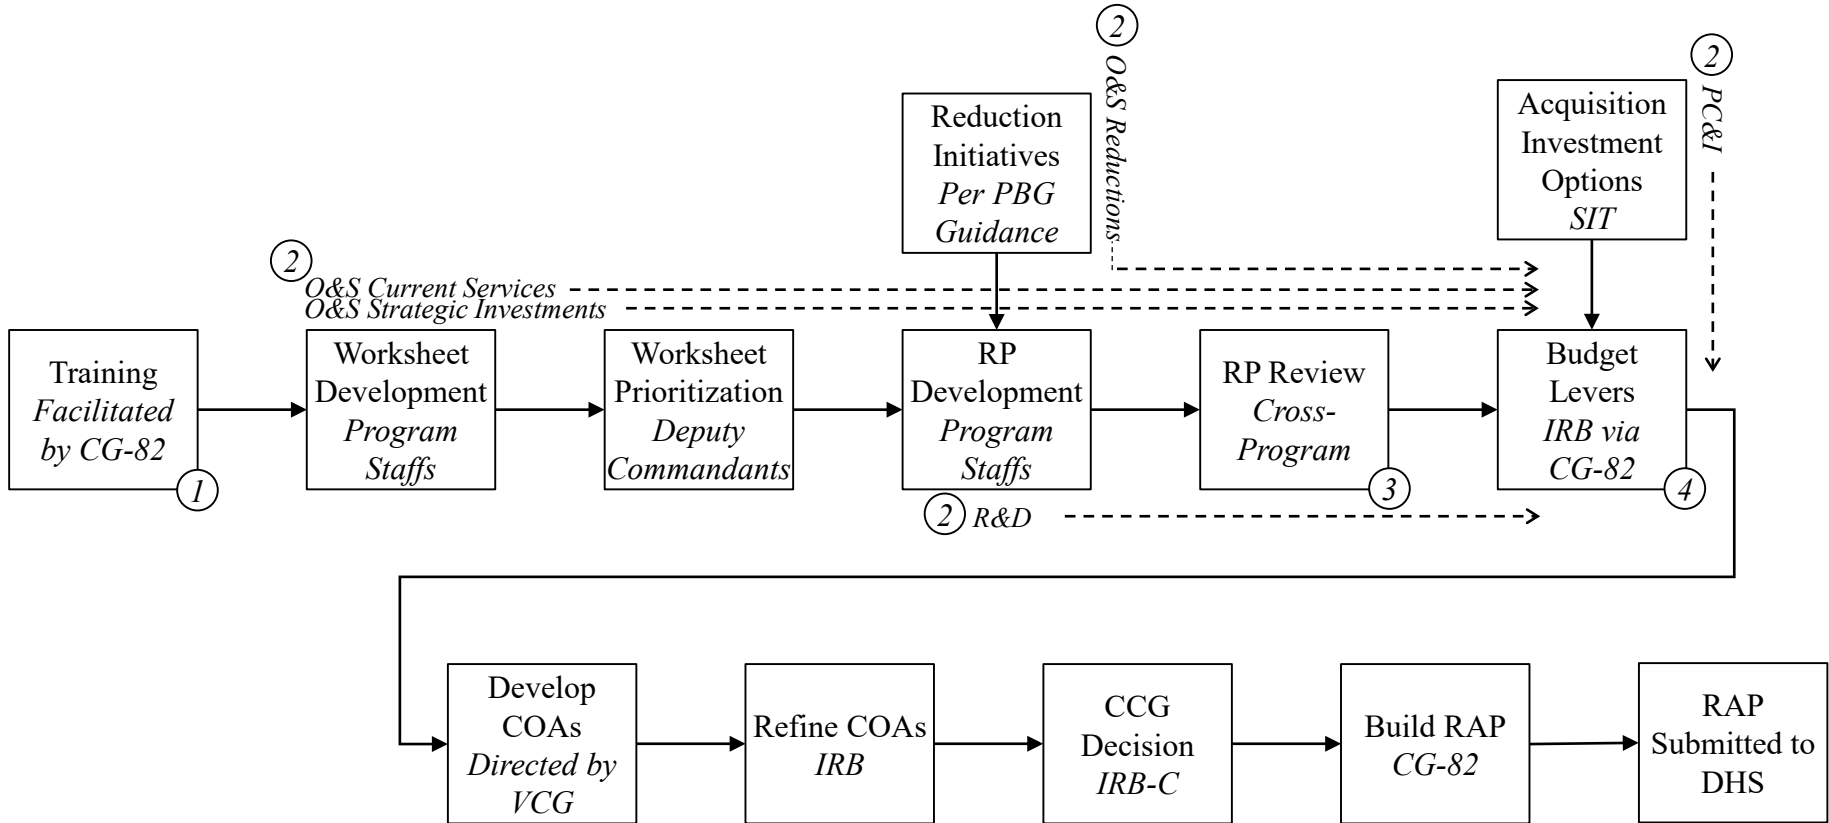 2
O&S Reductions
2
PC&I
Reduction
Initiatives
Per PBG
Guidance
Acquisition
Investment
Options
SIT
2
O&S Current Services
O&S Strategic Investments
Training
Facilitated
by CG-82
1
Worksheet
Development
Program
Staffs
Worksheet
Prioritization
Deputy
Commandants
RP
Development
Program
Staffs
RP Review
Cross-
Program
3
Budget
Levers
IRB via
CG-82
4
2 R&D
Develop
COAs
Directed by
VCG
Refine COAs
IRB
CCG
Decision
IRB-C
Build RAP
CG-82
RAP
Submitted to
DHS